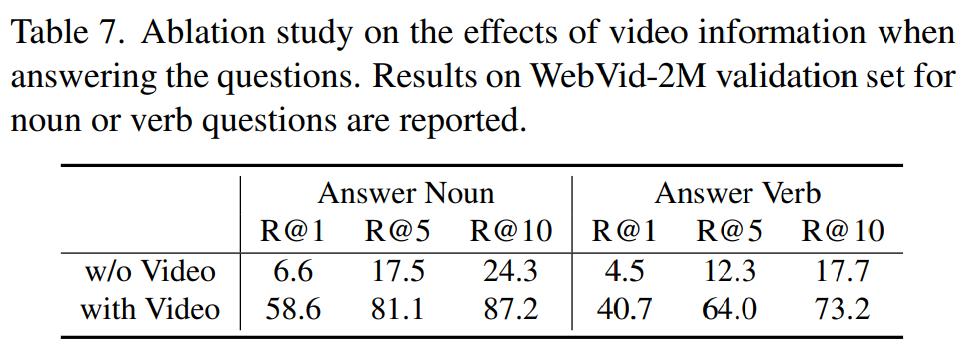 Table 7. Ablation study on the effects of video information when
answering the questions. Results on WebVid-2M validation set for
noun or verb questions are reported.
Answer Noun Answer Verb
R@1 R@5 R@10 R@1 R@5 R@10
w/o Video 6.6 17.5 24.3 4.5 12.3 17.7
with Video 58.6 81.1 87.2 40.7 64.0 73.2